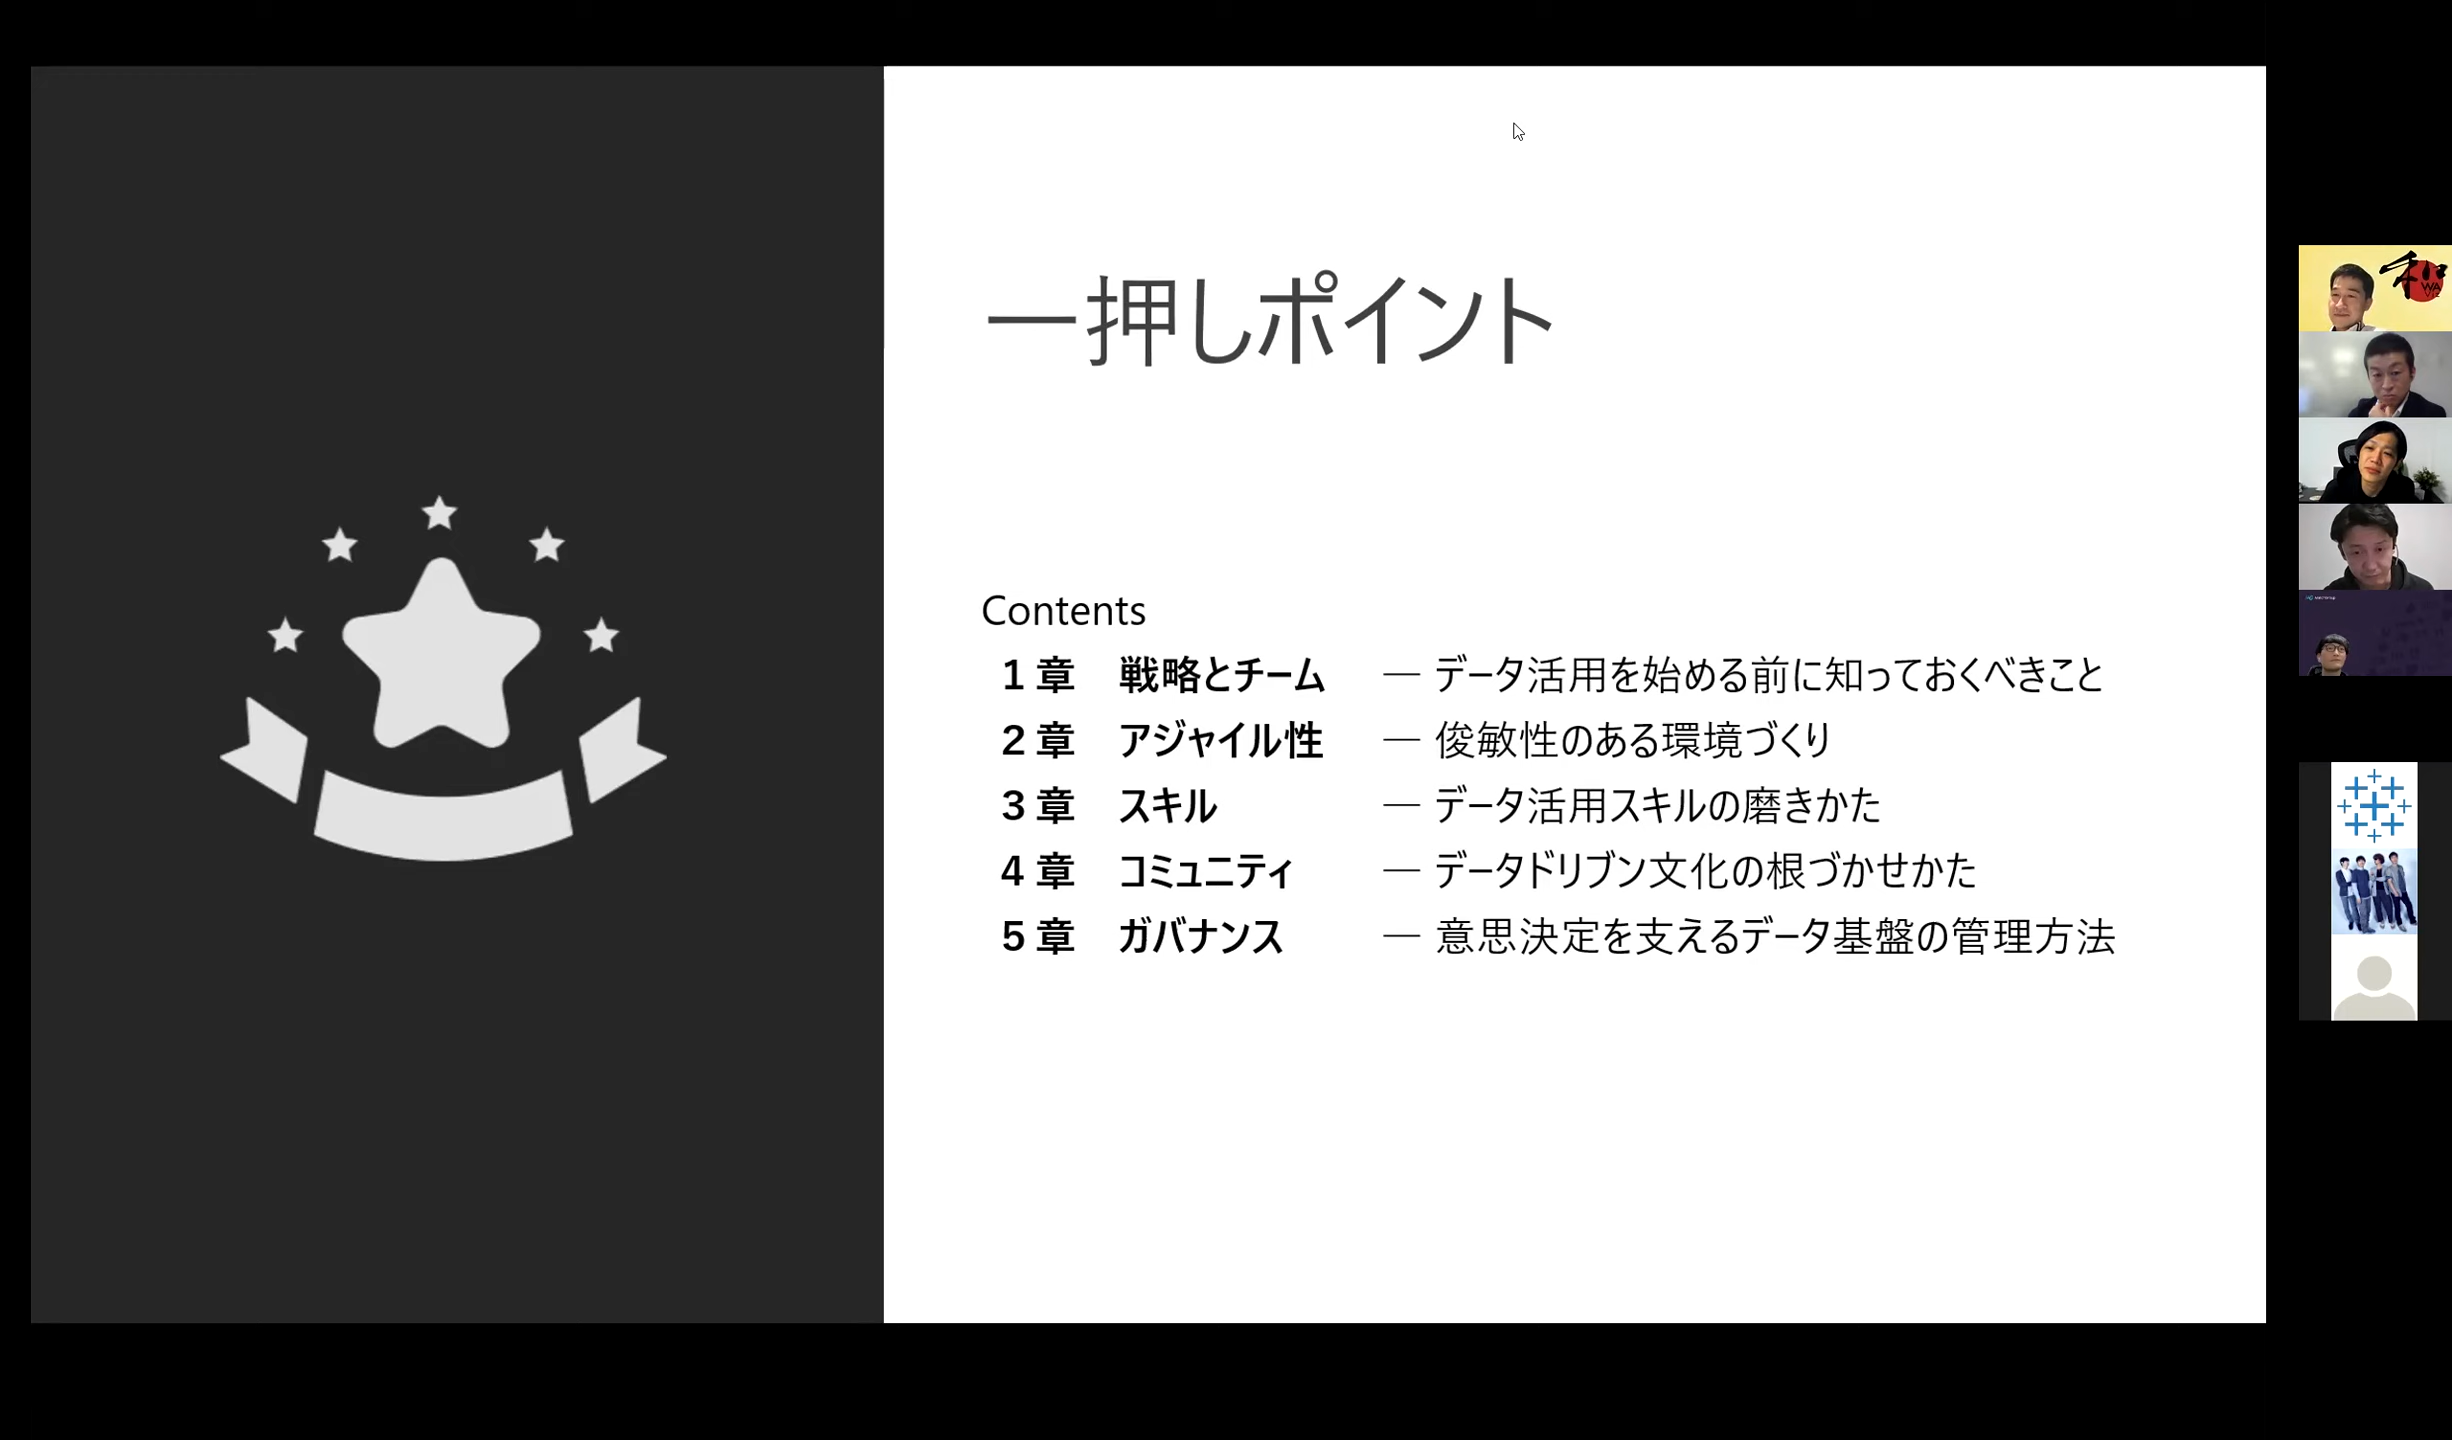 一押しポイント
Contents
1 章 戦略とチーム — データ活用を始める前に知っておくべきこと
2 章 アジャイル性 — 俊敏性のある環境づくり
3 章 スキル — データ活用スキルの磨きかた
4 章 コミュニティ — データドリブン文化の根づかせかた
5 章 ガバナンス — 意思決定を支えるデータ基盤の管理方法
和
WA